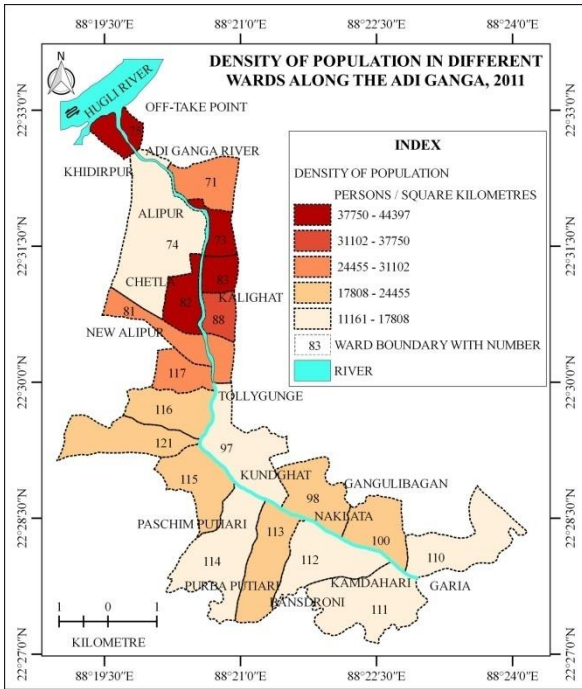 88°19'30"E 88°21'0"E 88°22'30"E 88°24'0"E
N
DENSITY OF POPULATION IN DIFFERENT
WARDS ALONG THE ADI GANGA, 2011
HUGLI RIVER
OFF-TAKE POINT
ADI GANGA RIVER
KHIDIRPUR
71
ALIPUR
74
73
CHETLA
83
82
KALIGHAT
81
88
NEW ALIPUR
117
TOLLYGUNGE
116
121
97
KUNDGHAT
115
98
GANGULIBAGAN
NAKLATA
PASCHIM PUTIARI
113
100
110
114
112
PURBA PUTIARI
KAMDAHARI
GARIA
BANSDRONI
111
INDEX
DENSITY OF POPULATION
PERSONS / SQUARE KILOMETRES
37750 - 44397
31102 - 37750
24455 - 31102
17808 - 24455
11161 - 17808
83 WARD BOUNDARY WITH NUMBER
RIVER
1 0 1
KILOMETRE
22°33'0"N
22°31'30"N
22°30'0"N
22°28'30"N
22°27'0"N
22°33'0"N
22°31'30"N
22°30'0"N
22°28'30"N
22°27'0"N
88°19'30"E 88°21'0"E 88°22'30"E 88°24'0"E